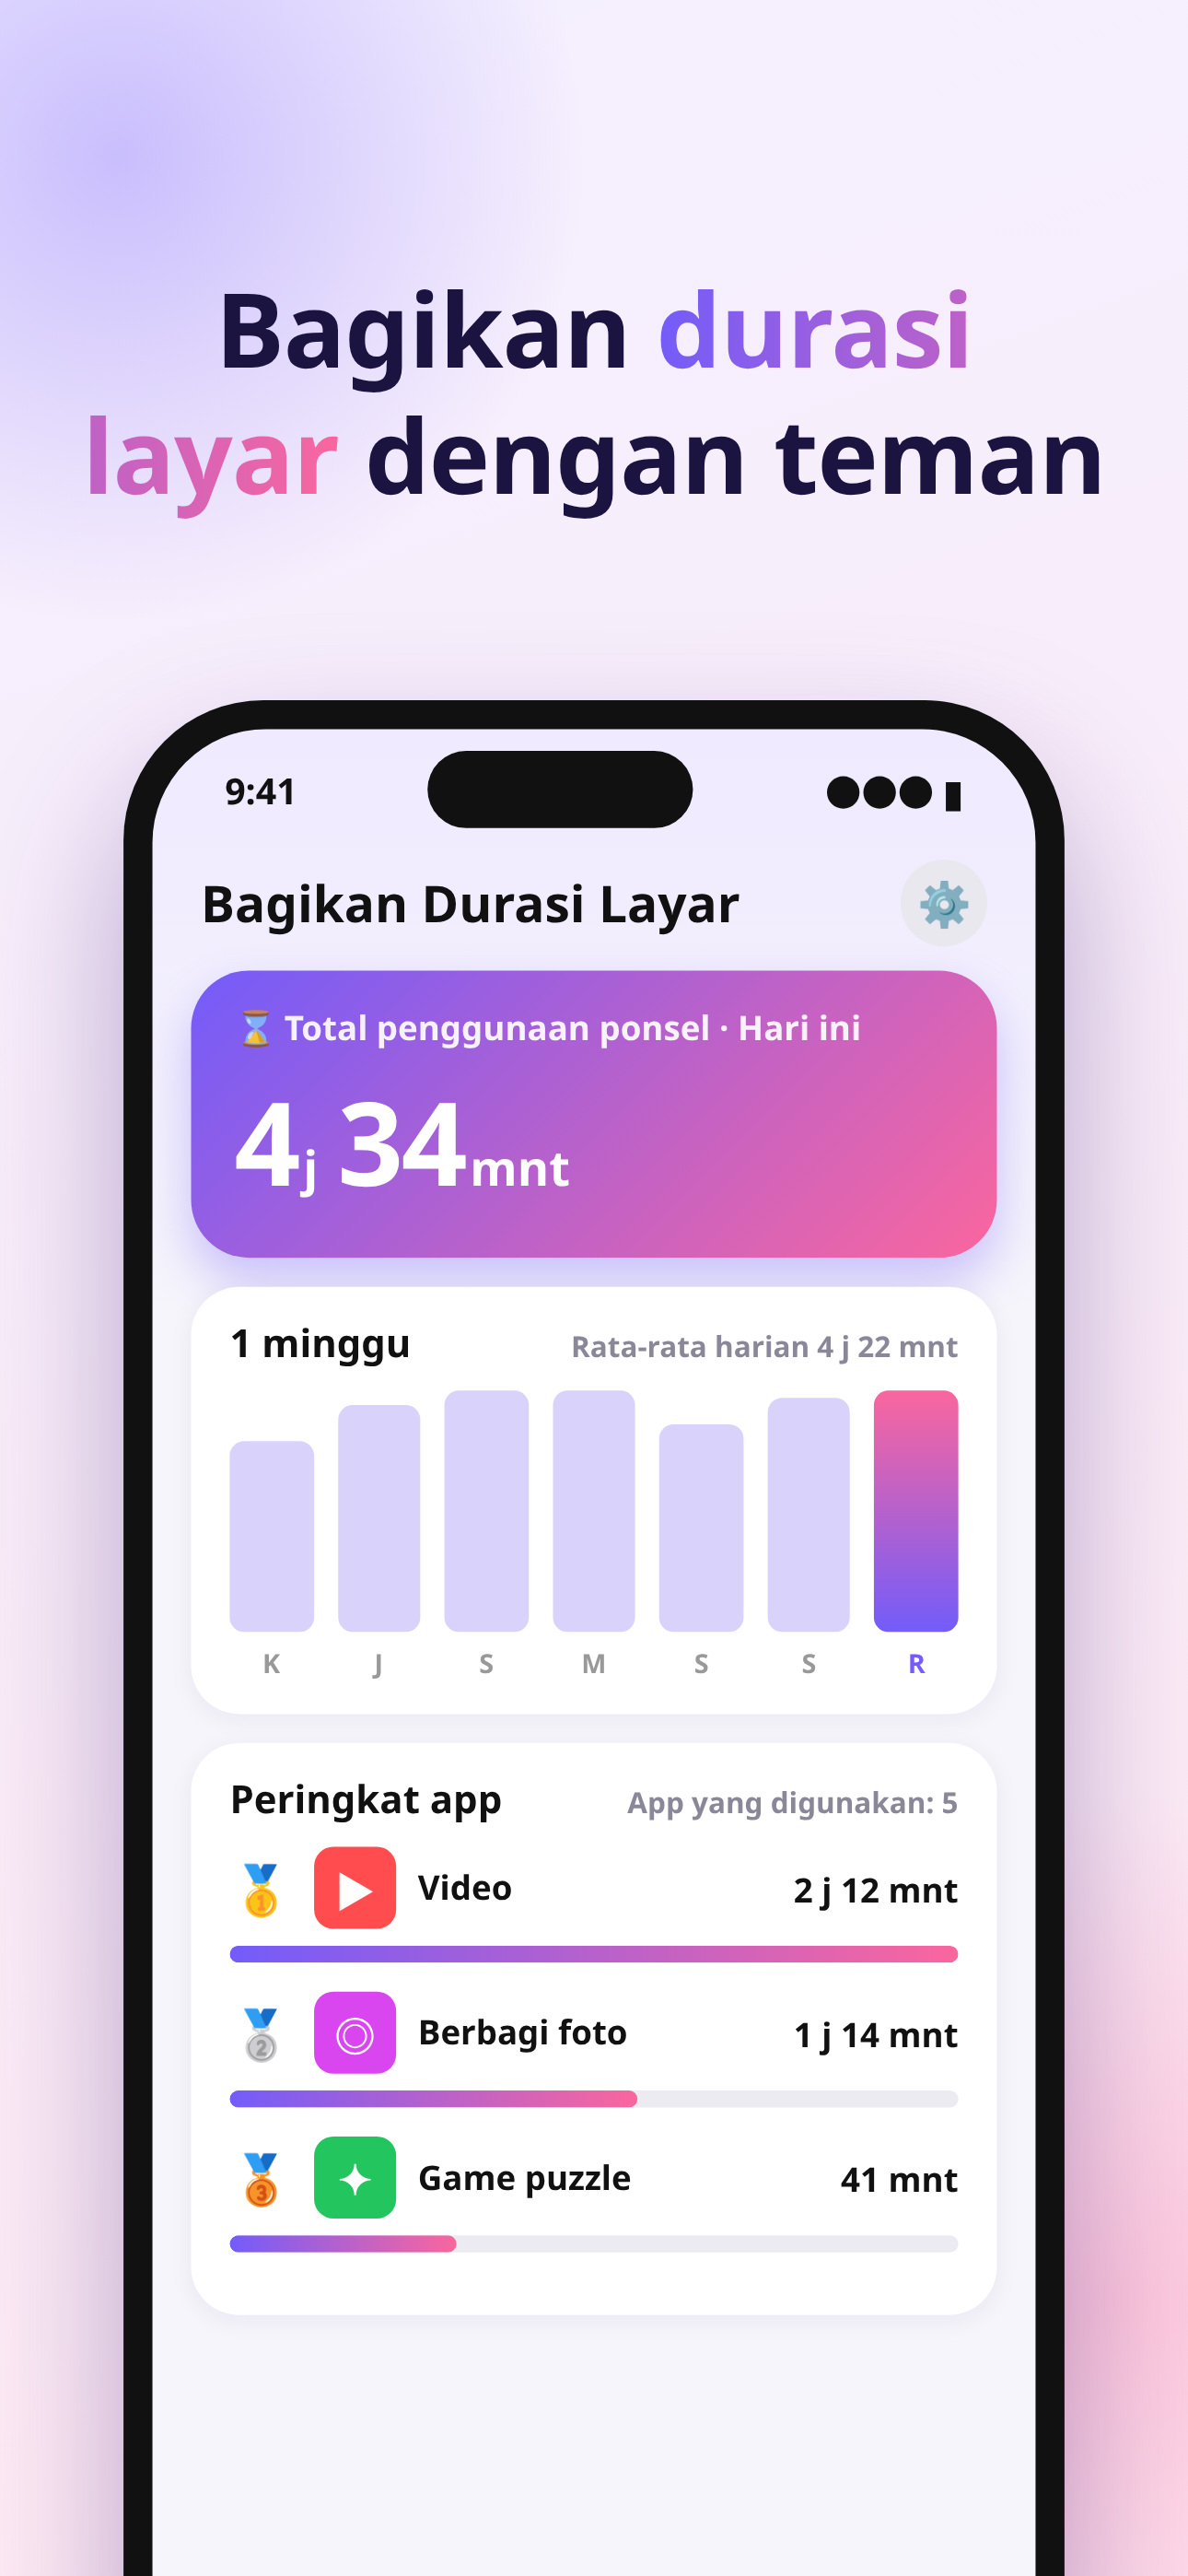 Bagikan durasi
layar dengan teman
9:41
Bagikan Durasi Layar
⌛ Total penggunaan ponsel · Hari ini
4j 34mnt
1 minggu Rata-rata harian 4 j 22 mnt
K J S M S S R
Peringkat app App yang digunakan: 5
🥇 Video 2 j 12 mnt
🥈 Berbagi foto 1 j 14 mnt
🥉 Game puzzle 41 mnt